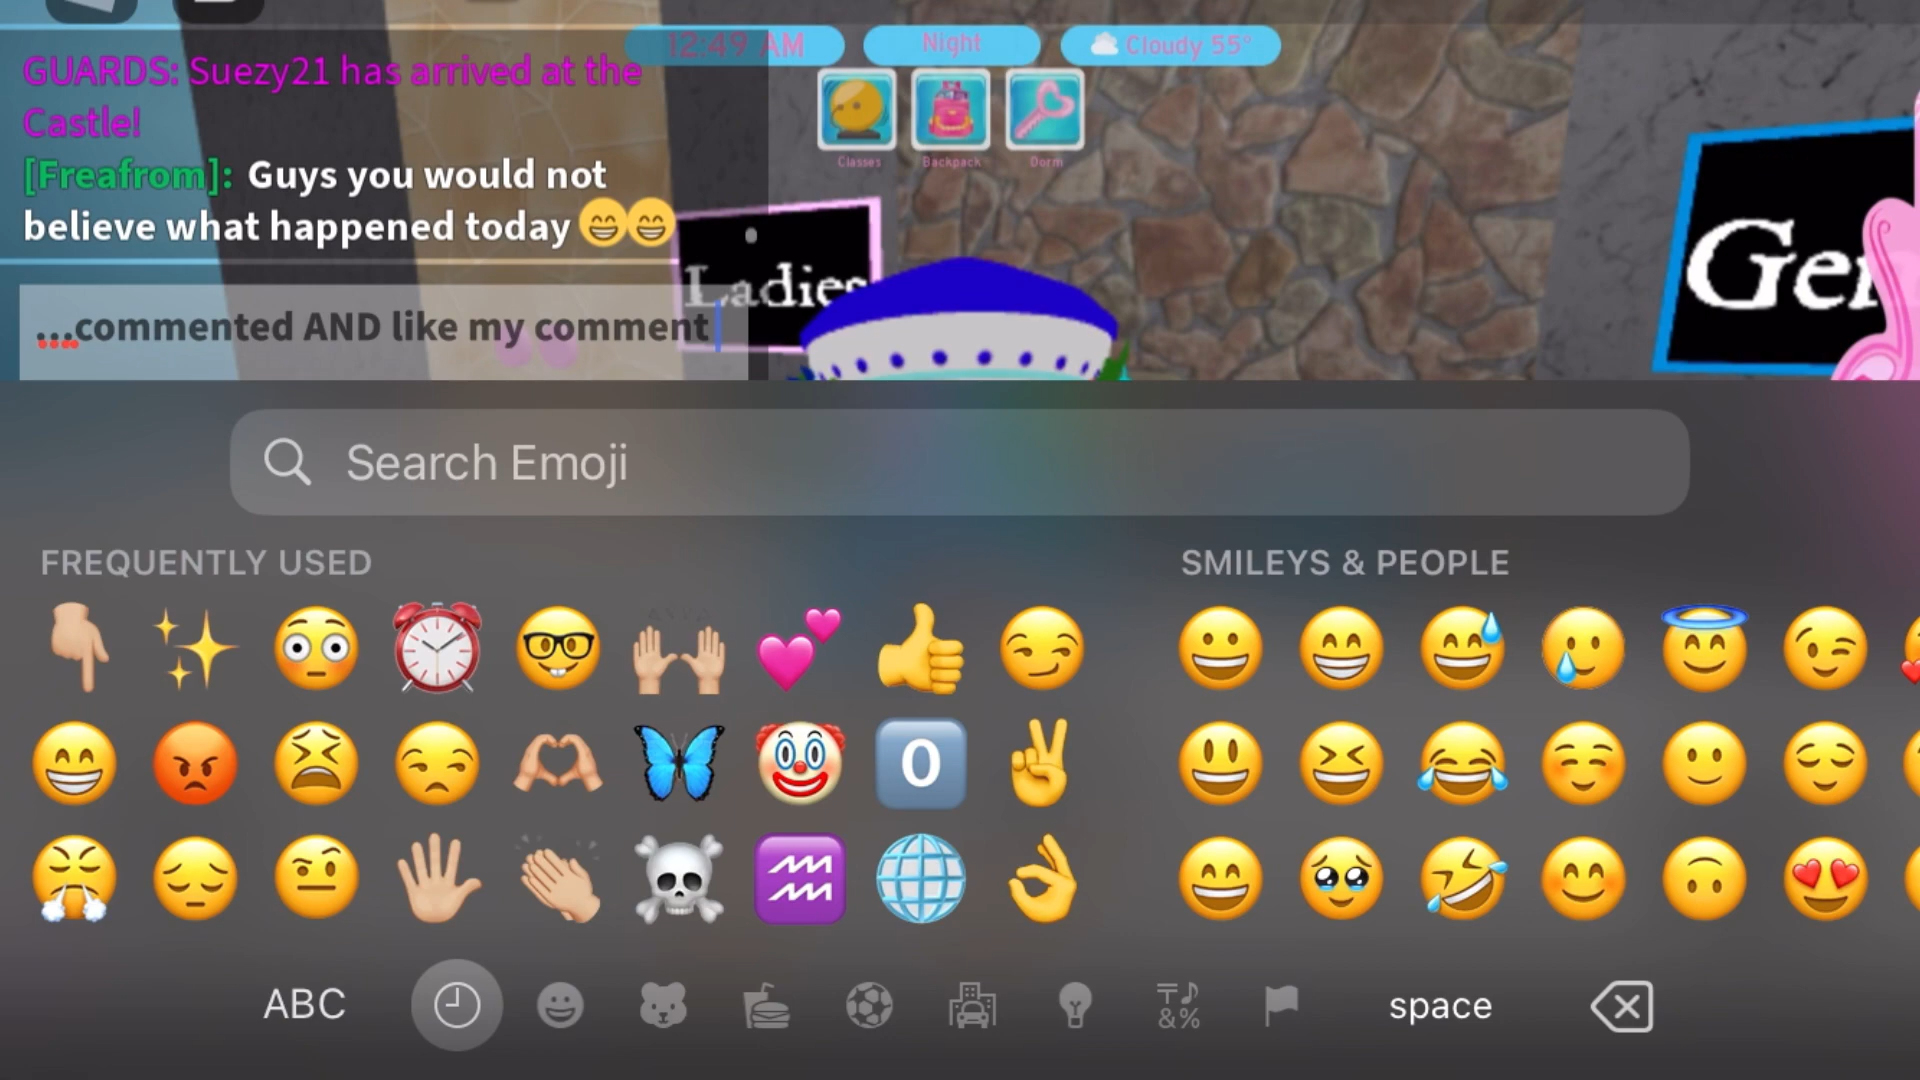 12:49 AM
Night
Cloudy 55°
GUARDS: Suezy21 has arrived at the
Castle!
[Freafrom]: Guys you would not
believe what happened today 😁😁
Classes
Backpack
Dorm
Ladies
...commented AND like my comment
Search Emoji
FREQUENTLY USED
SMILEYS & PEOPLE
0
ABC
space